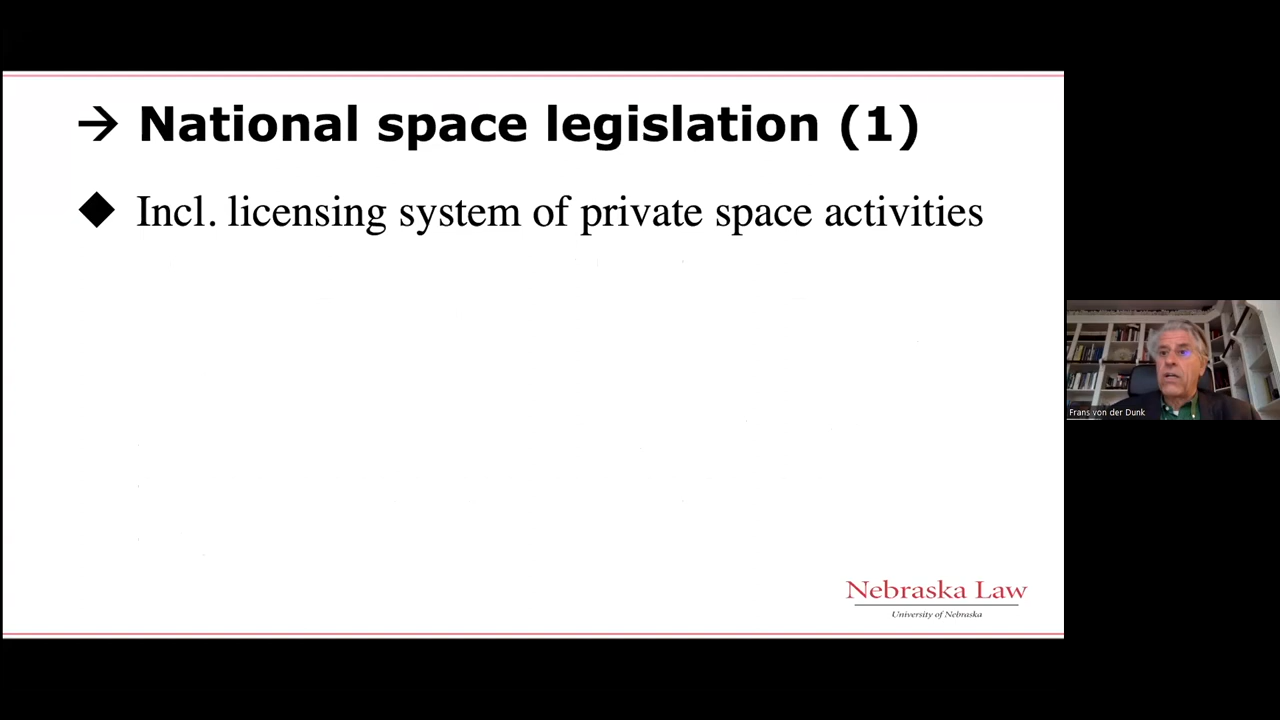 → National space legislation (1)
◆ Incl. licensing system of private space activities
Frans von der Dunk
Nebraska Law
University of Nebraska